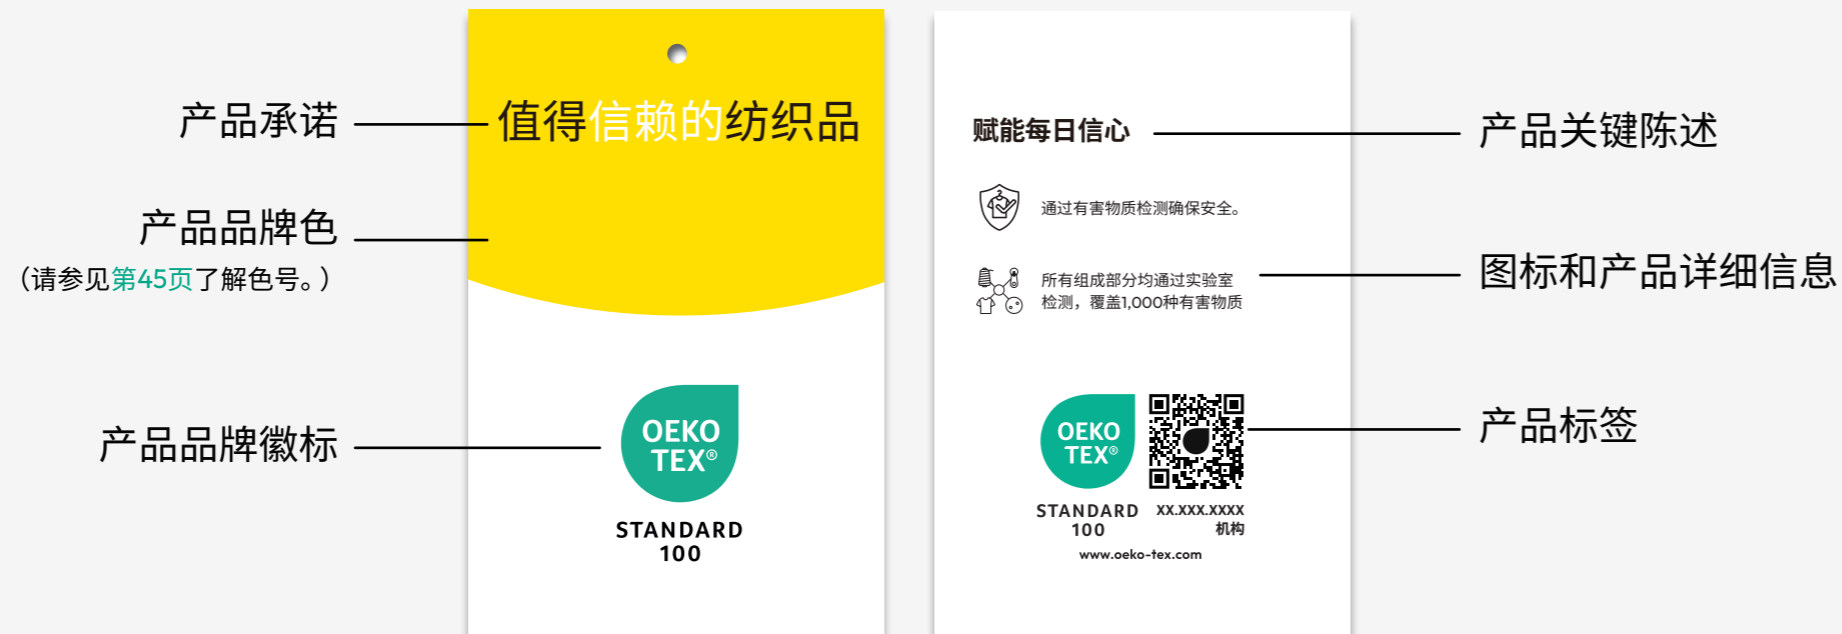 产品承诺
产品品牌色
（请参见第45页了解色号。）
产品品牌徽标
值得信赖的纺织品
OEKO
TEX®
STANDARD
100
赋能每日信心
通过有害物质检测确保安全。
所有组成部分均通过实验室
检测，覆盖1,000种有害物质
OEKO
TEX®
STANDARD
100
XX.XXX.XXXX
机构
www.oeko-tex.com
产品关键陈述
图标和产品详细信息
产品标签